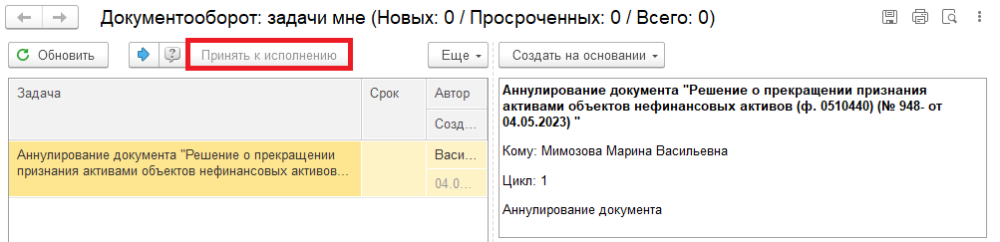 Документооборот: задачи мне (Новых: 0 / Просроченных: 0 / Всего: 0)
Обновить
?
Принять к исполнению
Еще
Создать на основании
Задача
Срок
Автор
Созд...
Аннулирование документа "Решение о прекращении
признания активами объектов нефинансовых активов...
Васи...
04.0...
Аннулирование документа "Решение о прекращении признания
активами объектов нефинансовых активов (ф. 0510440) (№ 948- от
04.05.2023) "
Кому: Мимозова Марина Васильевна
Цикл: 1
Аннулирование документа